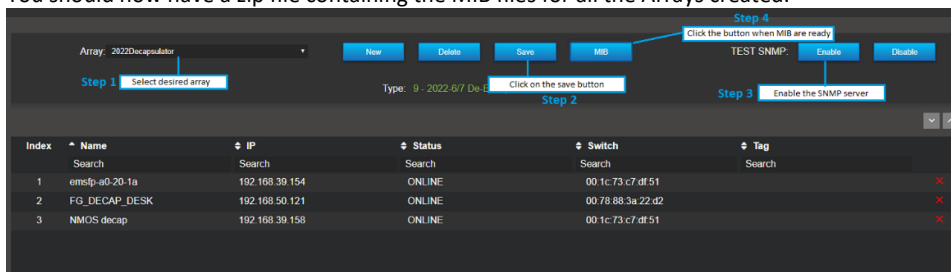 You should now have a zip file containing the MIB files for all the Arrays created.
Step 4
Click the button when MIB are ready
Array: 2022Decapsulator
New
Delete
Save
MIB
TEST SNMP:
Enable
Disable
Step 1
Select desired array
Type: 9 - 2022-6/7 De-E
Click on the save button
Step 2
Step 3
Enable the SNMP server
Index Name IP Status Switch Tag
Search Search Search Search Search
1 emsfp-a0-20-1a 192.168.39.154 ONLINE 00:1c:73:c7:df:51
2 FG_DECAP_DESK 192.168.50.121 ONLINE 00:78:88:3a:22:d2
3 NMOS decap 192.168.39.158 ONLINE 00:1c:73:c7:df:51